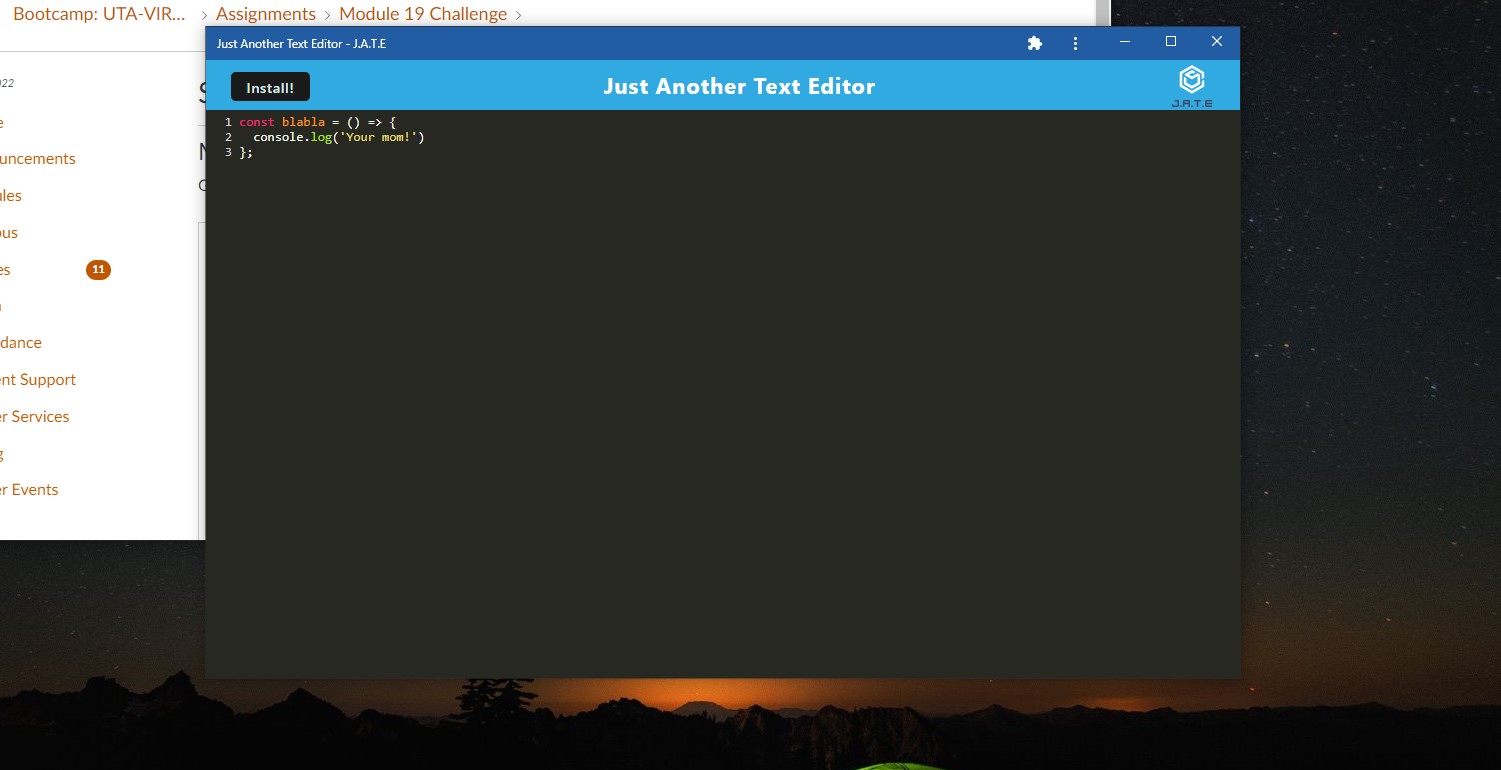 Bootcamp: UTA-VIR... > Assignments > Module 19 Challenge >
Just Another Text Editor - J.A.T.E
Install!
Just Another Text Editor
J.A.T.E
1 const blabla = () => {
2   console.log('Your mom!')
3 };
022
e
uncements
ules
ous
es
11
dance
ent Support
er Services
g
er Events